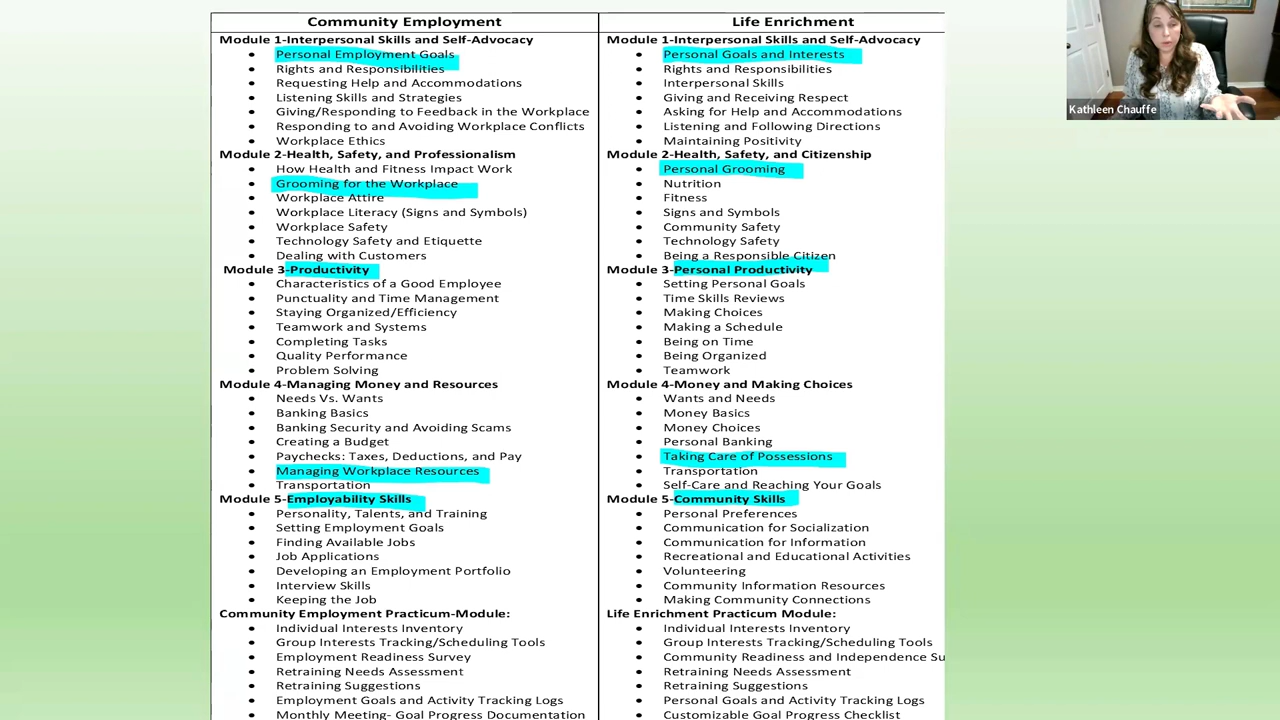 Community Employment
Module 1-Interpersonal Skills and Self-Advocacy
Personal Employment Goals
Rights and Responsibilities
Requesting Help and Accommodations
Listening Skills and Strategies
Giving/Responding to Feedback in the Workplace
Responding to and Avoiding Workplace Conflicts
Workplace Ethics
Module 2-Health, Safety, and Professionalism
How Health and Fitness Impact Work
Grooming for the Workplace
Workplace Attire
Workplace Literacy (Signs and Symbols)
Workplace Safety
Technology Safety and Etiquette
Dealing with Customers
Module 3-Productivity
Characteristics of a Good Employee
Punctuality and Time Management
Staying Organized/Efficiency
Teamwork and Systems
Completing Tasks
Quality Performance
Problem Solving
Module 4-Managing Money and Resources
Needs Vs. Wants
Banking Basics
Banking Security and Avoiding Scams
Creating a Budget
Paychecks: Taxes, Deductions, and Pay
Managing Workplace Resources
Transportation
Module 5-Employability Skills
Personality, Talents, and Training
Setting Employment Goals
Finding Available Jobs
Job Applications
Developing an Employment Portfolio
Interview Skills
Keeping the Job
Community Employment Practicum-Module:
Individual Interests Inventory
Group Interests Tracking/Scheduling Tools
Employment Readiness Survey
Retraining Needs Assessment
Retraining Suggestions
Employment Goals and Activity Tracking Logs
Monthly Meeting- Goal Progress Documentation
Life Enrichment
Module 1-Interpersonal Skills and Self-Advocacy
Personal Goals and Interests
Rights and Responsibilities
Interpersonal Skills
Giving and Receiving Respect
Asking for Help and Accommodations
Listening and Following Directions
Maintaining Positivity
Module 2-Health, Safety, and Citizenship
Personal Grooming
Nutrition
Fitness
Signs and Symbols
Community Safety
Technology Safety
Being a Responsible Citizen
Module 3-Personal Productivity
Setting Personal Goals
Time Skills Reviews
Making Choices
Making a Schedule
Being on Time
Being Organized
Teamwork
Module 4-Money and Making Choices
Wants and Needs
Money Basics
Money Choices
Personal Banking
Taking Care of Possessions
Transportation
Self-Care and Reaching Your Goals
Module 5-Community Skills
Personal Preferences
Communication for Socialization
Communication for Information
Recreational and Educational Activities
Volunteering
Community Information Resources
Making Community Connections
Life Enrichment Practicum Module:
Individual Interests Inventory
Group Interests Tracking/Scheduling Tools
Community Readiness and Independence Su
Retraining Needs Assessment
Retraining Suggestions
Personal Goals and Activity Tracking Logs
Customizable Goal Progress Checklist
Kathleen Chauffe